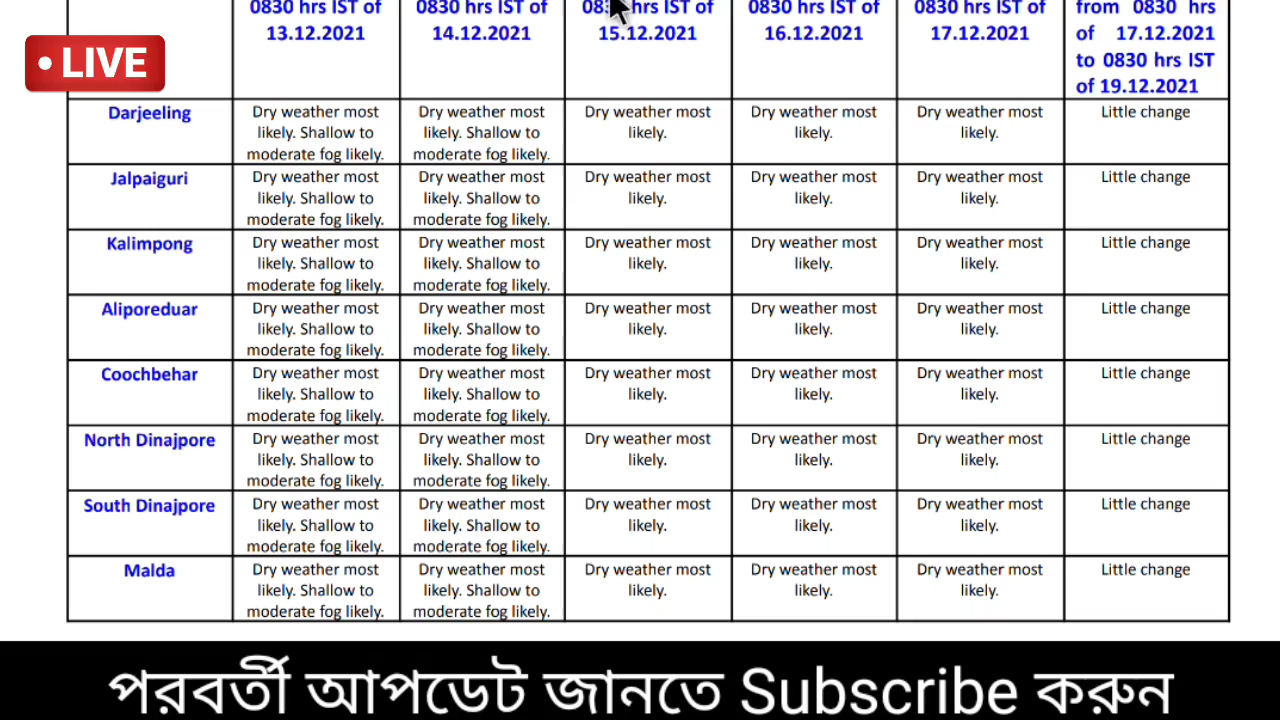 0830 hrs IST of 0830 hrs IST of 083 hrs IST of 0830 hrs IST of 0830 hrs IST of from 0830 hrs
13.12.2021 14.12.2021 15.12.2021 16.12.2021 17.12.2021 of 17.12.2021
• LIVE to 0830 hrs IST
of 19.12.2021
Darjeeling Dry weather most Dry weather most Dry weather most Dry weather most Dry weather most Little change
likely. Shallow to likely. Shallow to likely. likely. likely.
moderate fog likely. moderate fog likely.
Jalpaiguri Dry weather most Dry weather most Dry weather most Dry weather most Dry weather most Little change
likely. Shallow to likely. Shallow to likely. likely. likely.
moderate fog likely. moderate fog likely.
Kalimpong Dry weather most Dry weather most Dry weather most Dry weather most Dry weather most Little change
likely. Shallow to likely. Shallow to likely. likely. likely.
moderate fog likely. moderate fog likely.
Aliporeduar Dry weather most Dry weather most Dry weather most Dry weather most Dry weather most Little change
likely. Shallow to likely. Shallow to likely. likely. likely.
moderate fog likely. moderate fog likely.
Coochbehar Dry weather most Dry weather most Dry weather most Dry weather most Dry weather most Little change
likely. Shallow to likely. Shallow to likely. likely. likely.
moderate fog likely. moderate fog likely.
North Dinajpore Dry weather most Dry weather most Dry weather most Dry weather most Dry weather most Little change
likely. Shallow to likely. Shallow to likely. likely. likely.
moderate fog likely. moderate fog likely.
South Dinajpore Dry weather most Dry weather most Dry weather most Dry weather most Dry weather most Little change
likely. Shallow to likely. Shallow to likely. likely. likely.
moderate fog likely. moderate fog likely.
Malda Dry weather most Dry weather most Dry weather most Dry weather most Dry weather most Little change
likely. Shallow to likely. Shallow to likely. likely. likely.
moderate fog likely. moderate fog likely.
পরবর্তী আপডেট জানতে Subscribe করুন